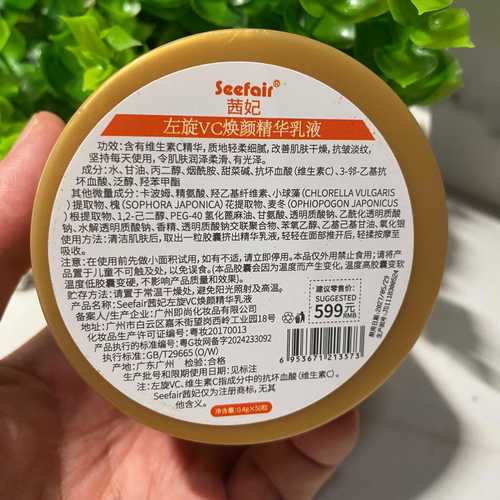 Seefair®
茜妃
左旋VC焕颜精华乳液
功效:含有维生素C精华,质地轻柔细腻,改善肌肤干燥,抗皱淡纹,
坚持每天使用,令肌肤润泽柔滑、有光泽。
成分:水、甘油、丙二醇、烟酰胺、甜菜碱、抗坏血酸(维生素C)、3-邻-乙基抗
坏血酸、泛醇、羟苯甲酯
其他微量成分:卡波姆、精氨酸、羟乙基纤维素、小球藻(CHLORELLA VULGARIS
)提取物、槐(SOPHORA JAPONICA)花提取物、麦冬(OPHIOPOGON JAPONICUS
)根提取物、1,2-己二醇、PEG-40 氢化蓖麻油、甘氨酸、透明质酸钠、乙酰化透明质
酸钠、水解透明质酸钠、香精、透明质酸钠交联聚合物、苯氧乙醇、乙基己基甘油、氧化银
使用方法:清洁肌肤后,取出一粒胶囊挤出精华乳液,轻轻在面部推开后,轻揉按摩至
吸收。
注意:在使用前先做小面积试用,如有不适,请立即停用。本品仅外用禁止食用;请将产
品置于儿童不可触及处,以免误食。(本品胶囊会因为温度而产生变化,温度高胶囊变软
温度低胶囊变硬,不影响产品质量和效果)。
贮存方法:请置于常温干燥处,避免阳光照射及高温。
产品名称:Seefair茜妃左旋VC焕颜精华乳液
备案人/生产企业:广州即尚化妆品有限公司
地址:广州市白云区嘉禾街望岗西岭工业园18号
化妆品生产许可证编号:粤妆20170013
产品执行的标准编号:粤G妆网备字2024233092
执行标准:GB/T29665(O/W)
产地:广东广州 检验:合格
生产批号和限期使用日期:见标注
注:左旋VC、维生素C指成分中的抗坏血酸(维生素C)。
Seefair茜妃仅为注册商标,无其
他含义。
净含量:0.4g×50粒
建议零售价:
SUGGESTED
599元
6953671213573